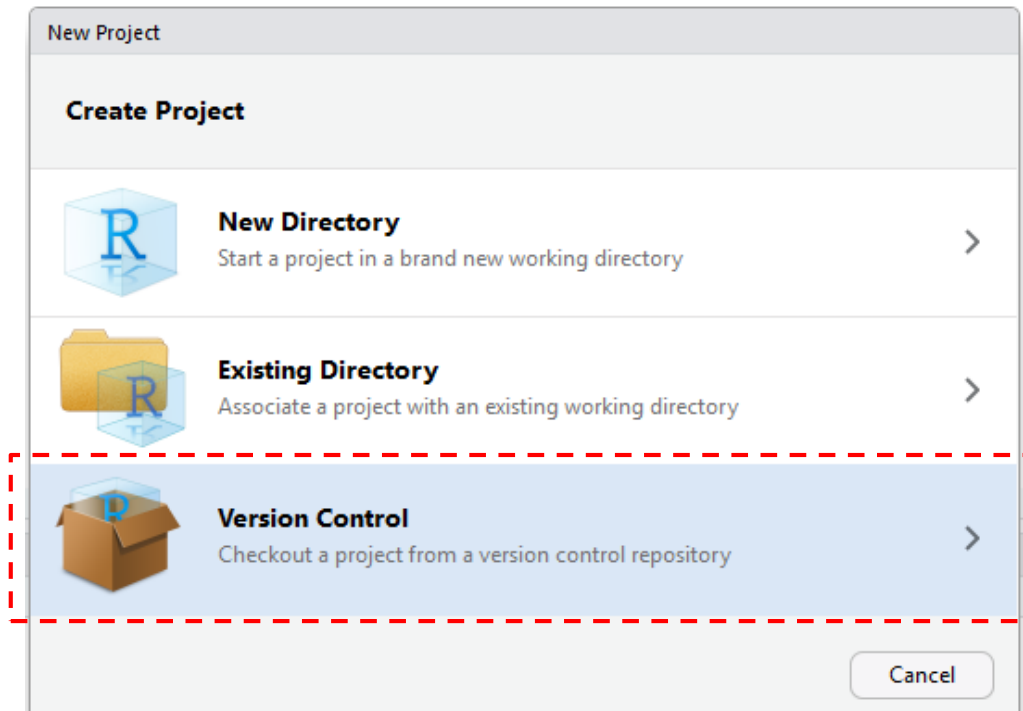 New Project
Create Project
New Directory
Start a project in a brand new working directory
Existing Directory
Associate a project with an existing working directory
Version Control
Checkout a project from a version control repository
Cancel